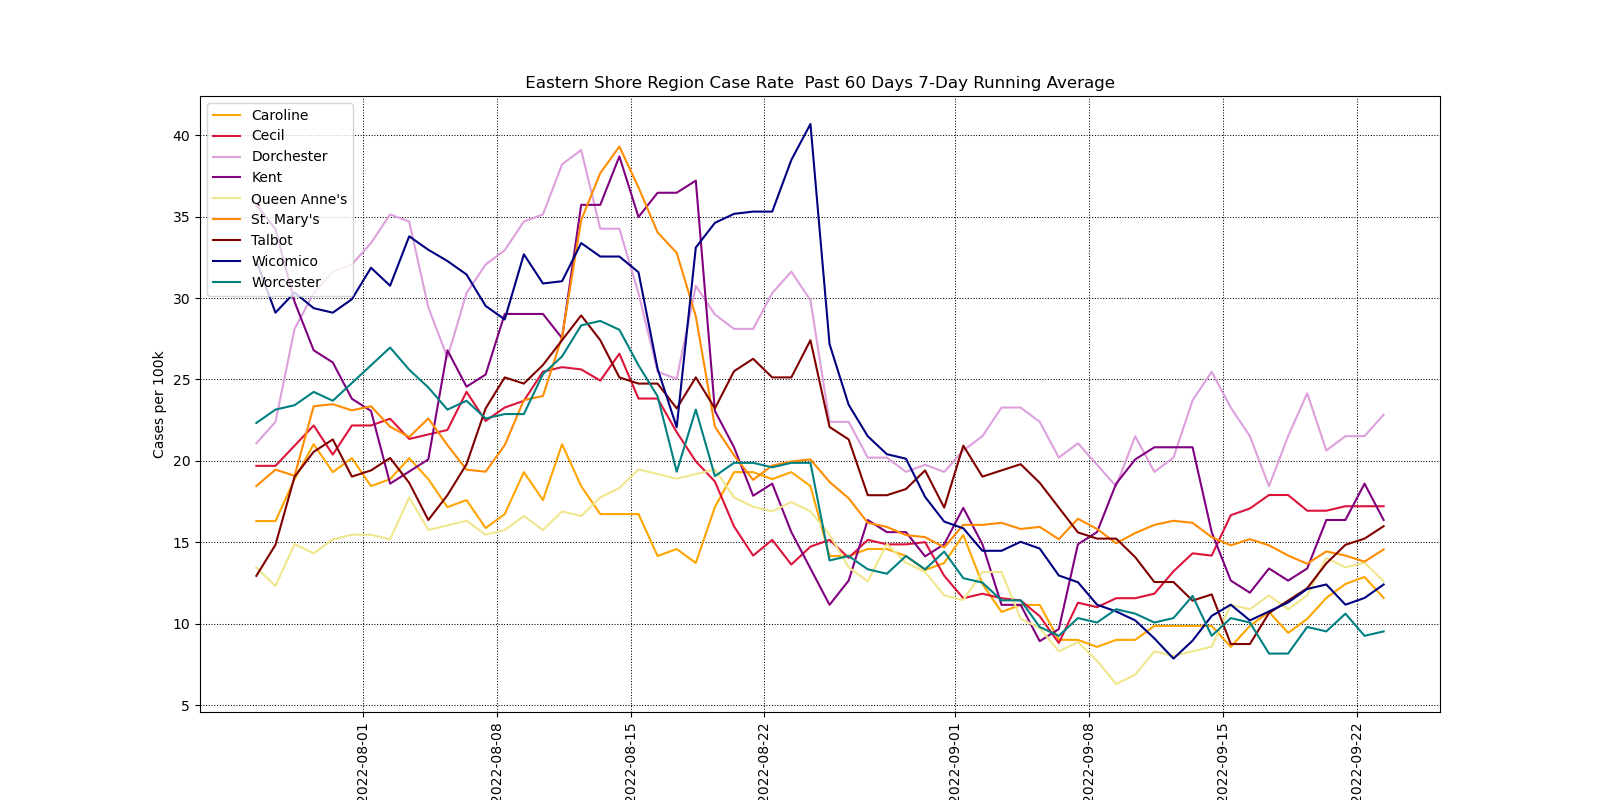 Eastern Shore Region Case Rate  Past 60 Days 7-Day Running Average
Caroline
Cecil
Dorchester
Kent
Queen Anne's
St. Mary's
Talbot
Wicomico
Worcester
Cases per 100k
40
35
30
25
20
15
10
5
2022-08-01
2022-08-08
2022-08-15
2022-08-22
2022-09-01
2022-09-08
2022-09-15
2022-09-22